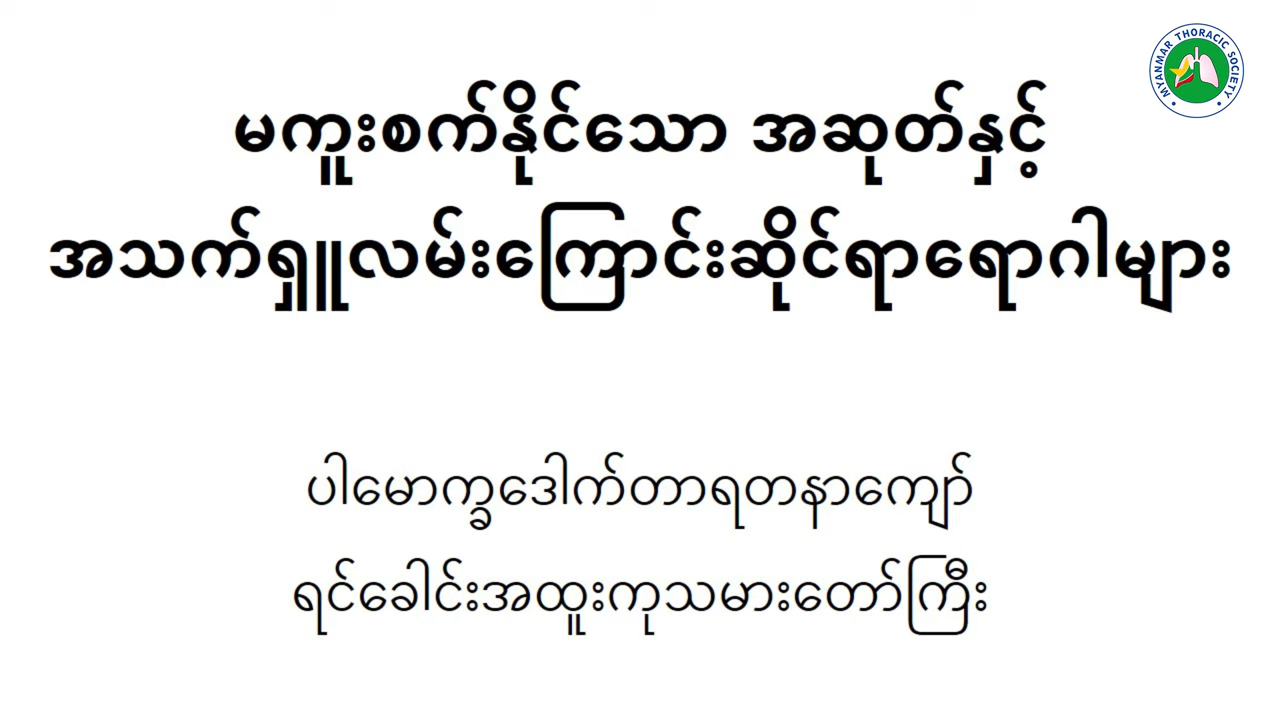 MYANMAR THORACIC SOCIETY
မကူးစက်နိုင်သော အဆုတ်နှင့်
အသက်ရှူလမ်းကြောင်းဆိုင်ရာရောဂါများ
ပါမောက္ခဒေါက်တာရတနာကျော်
ရင်ခေါင်းအထူးကုသမားတော်ကြီး